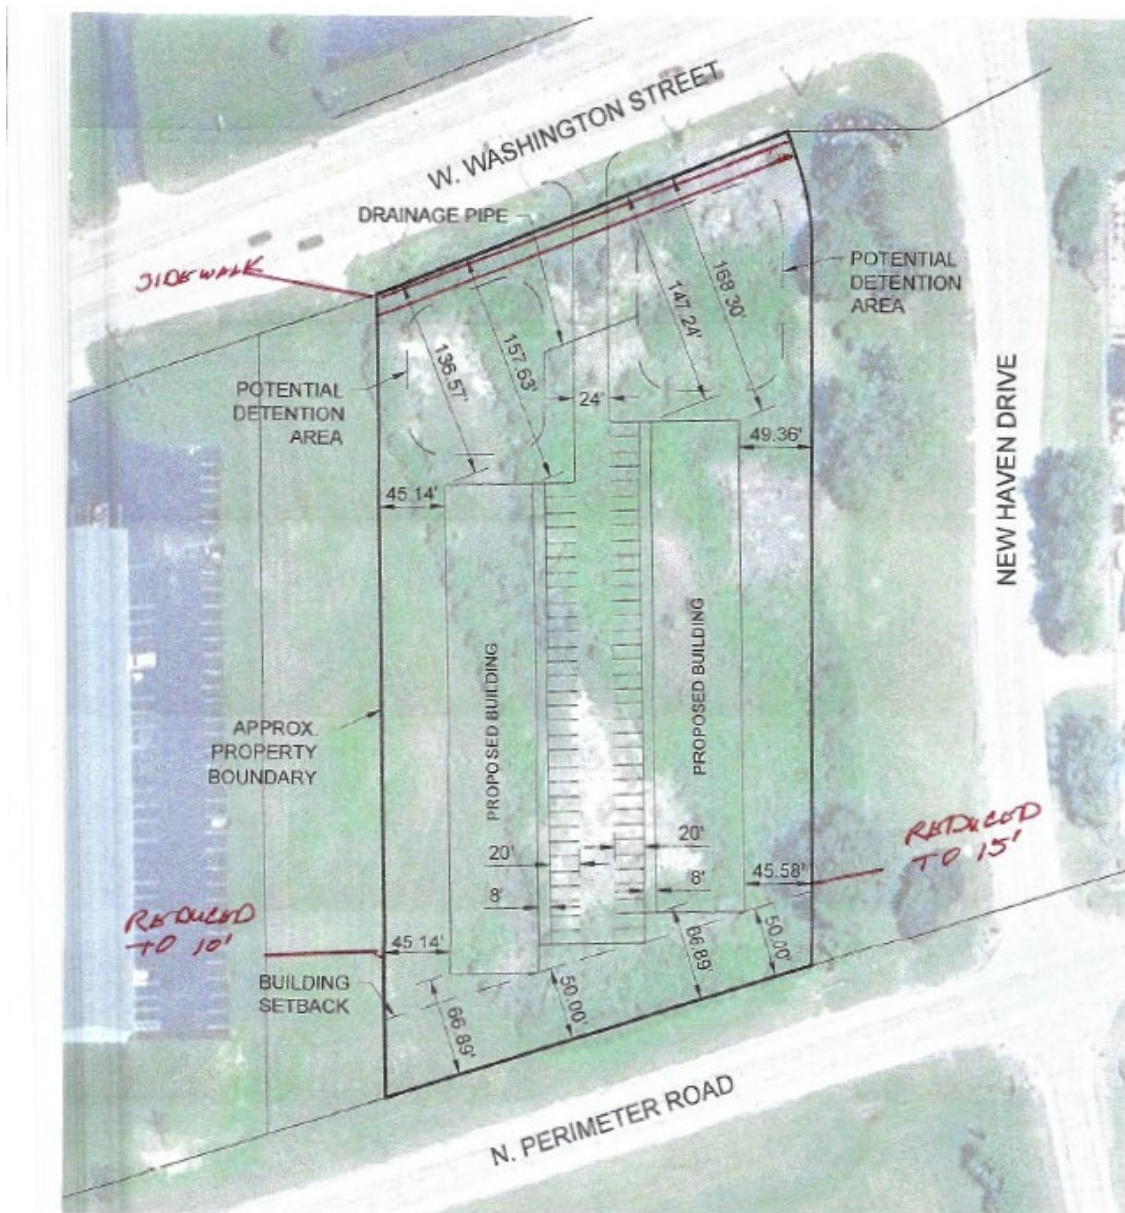 W. WASHINGTON STREET
DRAINAGE PIPE
SIDEWALK
POTENTIAL
DETENTION
AREA
168.30'
147.24'
157.63'
136.57'
POTENTIAL
DETENTION
AREA
24'
49.36'
45.14'
NEW HAVEN DRIVE
PROPOSED BUILDING
PROPOSED BUILDING
APPROX.
PROPERTY
BOUNDARY
REDUCED
TO 15'
20'
20'
8'
8'
45.58'
REDUCED
TO 10'
45.14'
BUILDING
SETBACK
66.89'
50.00'
50.00'
66.89'
N. PERIMETER ROAD